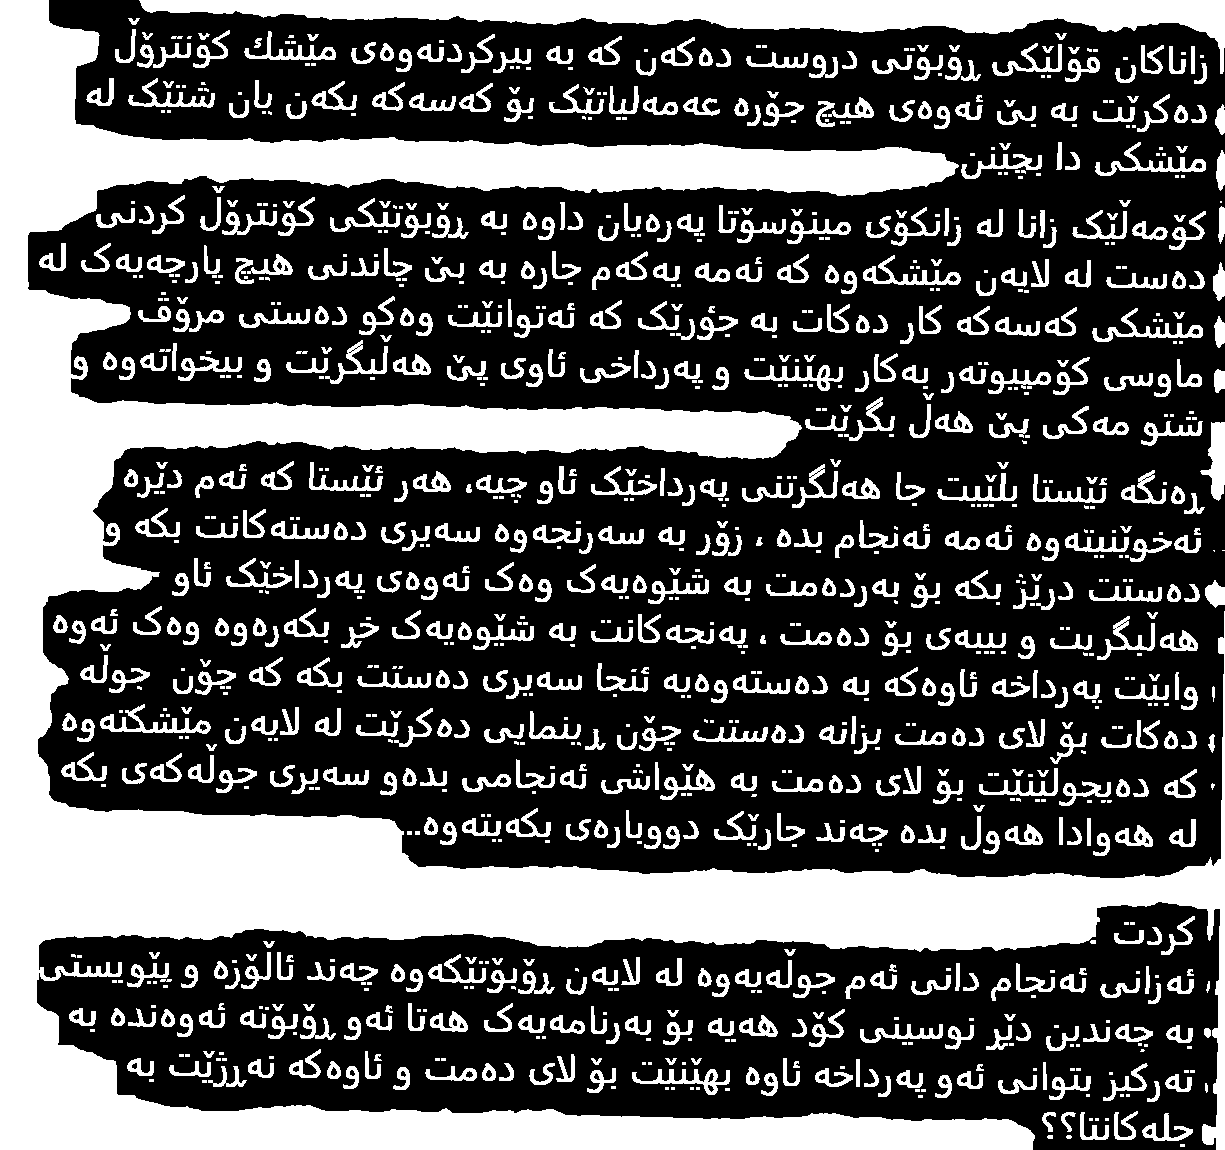 زاناکان قۆڵێکی ڕۆبۆتی دروست دەکەن کە بە بیرکردنەوەی مێشك کۆنترۆڵ
دەکرێت بە بێ ئەوەی هیچ جۆرە عەمەلیاتێک بۆ کەسەکە بکەن یان شتێک لە
مێشکی دا بچێنن.
کۆمەڵێک زانا لە زانکۆی مینۆسۆتا پەرەیان داوە بە ڕۆبۆتێکی کۆنترۆڵ کردنی
دەست لە لایەن مێشکەوە کە ئەمە یەکەم جارە بە بێ چاندنی هیچ پارچەیەک لە
مێشکی کەسەکە کار دەکات بە جۆرێک کە ئەتوانێت وەکو دەستی مرۆڤ
ماوسی کۆمپیوتەر بەکار بهێنێت و پەرداخی ئاوی پێ هەڵبگرێت و بیخواتەوە و
شتو مەکی پێ هەڵ بگرێت.
ڕەنگە ئێستا بڵێیت جا هەڵگرتنی پەرداخێک ئاو چیە، هەر ئێستا کە ئەم دێرە
ئەخوێنیتەوە ئەمە ئەنجام بدە ، زۆر بە سەرنجەوە سەیری دەستەکانت بکە و
دەستت درێژ بکە بۆ بەردەمت بە شێوەیەک وەک ئەوەی پەرداخێک ئاو
هەڵبگریت و بیبەی بۆ دەمت ، پەنجەکانت بە شێوەیەک خڕ بکەرەوە وەک ئەوە
وابێت پەرداخە ئاوەکە بە دەستەوەیە ئنجا سەیری دەستت بکە کە چۆن جوڵە
دەکات بۆ لای دەمت بزانە دەستت چۆن ڕینمایی دەکرێت لە لایەن مێشکتەوە
کە دەیجوڵێنێت بۆ لای دەمت بە هێواشی ئەنجامی بدەو سەیری جوڵەکەی بکە
لە هەوادا هەوڵ بدە چەند جارێک دووبارەی بکەیتەوە...
کردت ؟
ئەزانی ئەنجام دانی ئەم جوڵەیەوە لە لایەن ڕۆبۆتێکەوە چەند ئاڵۆزە و پێویستی
بە چەندین دێڕ نوسینی کۆد هەیە بۆ بەرنامەیەک هەتا ئەو ڕۆبۆتە ئەوەندە بە
تەرکیز بتوانی ئەو پەرداخە ئاوە بهێنێت بۆ لای دەمت و ئاوەکە نەڕژێت بە
جلەکانتا؟؟